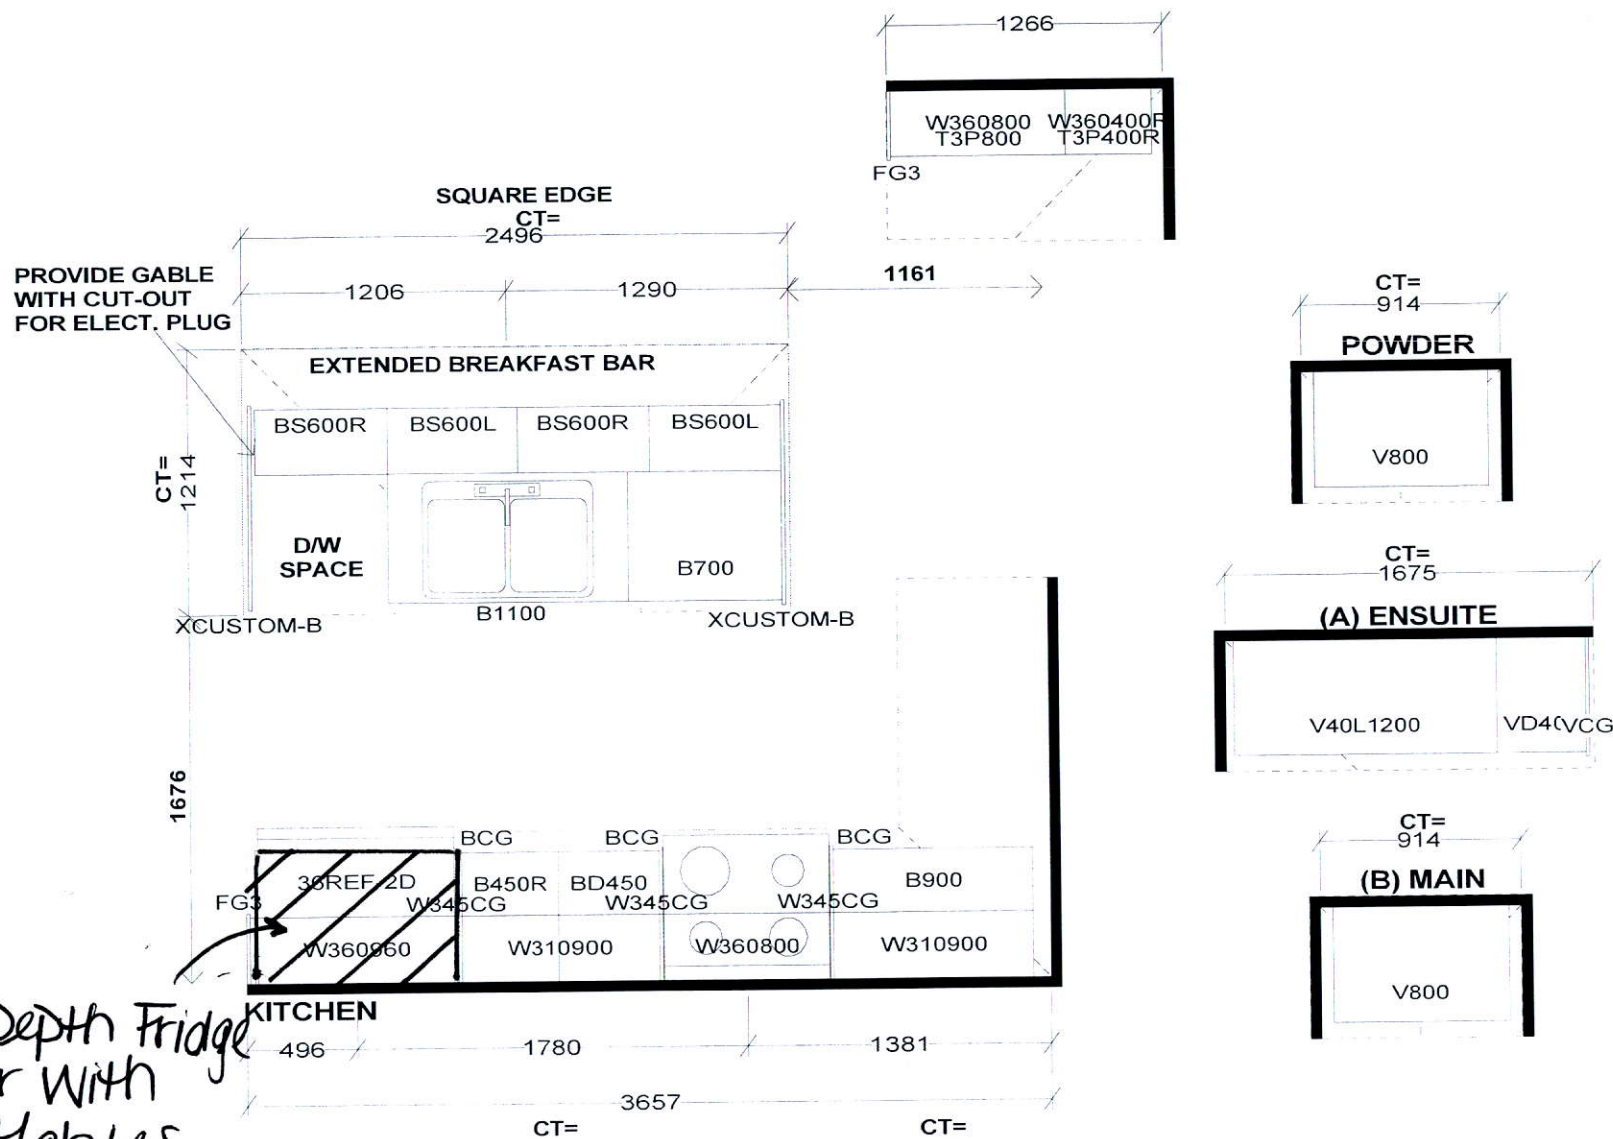 1266
W360800 W360400R
T3P800 T3P400R
FG3
SQUARE EDGE
CT=
2496
1206 1290 1161
PROVIDE GABLE
WITH CUT-OUT
FOR ELECT. PLUG
EXTENDED BREAKFAST BAR
BS600R BS600L BS600R BS600L
CT=
1214
D/W
SPACE
B700
B1100
XCUSTOM-B XCUSTOM-B
1676
BCG BCG BCG
36REF 2D B450R BD450 B900
FG3 W345CG W345CG W345CG
W360960 W310900 W360800 W310900
KITCHEN
496 1780 1381
3657
CT= CT=
Depth Fridge
With
CT=
914
POWDER
V800
CT=
1675
(A) ENSUITE
V40L1200 VD40 VCG
CT=
914
(B) MAIN
V800